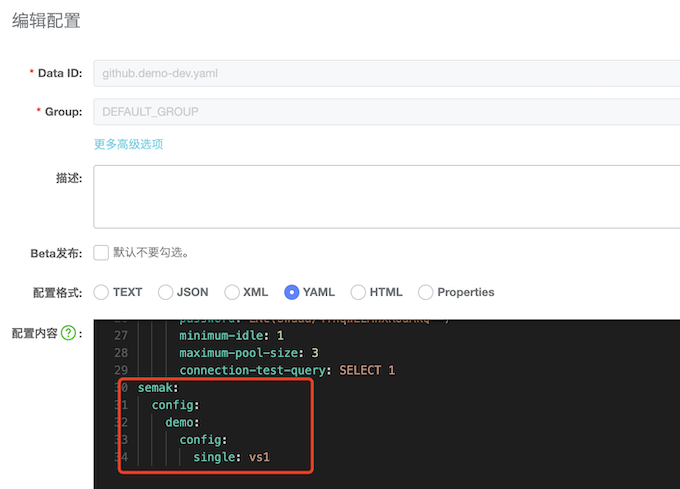 编辑配置
* Data ID: github.demo-dev.yaml
* Group: DEFAULT_GROUP
更多高级选项
描述:
Beta发布: 默认不要勾选。
配置格式: TEXT JSON XML YAML HTML Properties
配置内容 ? :
27 minimum-idle: 1
28 maximum-pool-size: 3
29 connection-test-query: SELECT 1
30 semak:
31 config:
32 demo:
33 config:
34 single: vs1